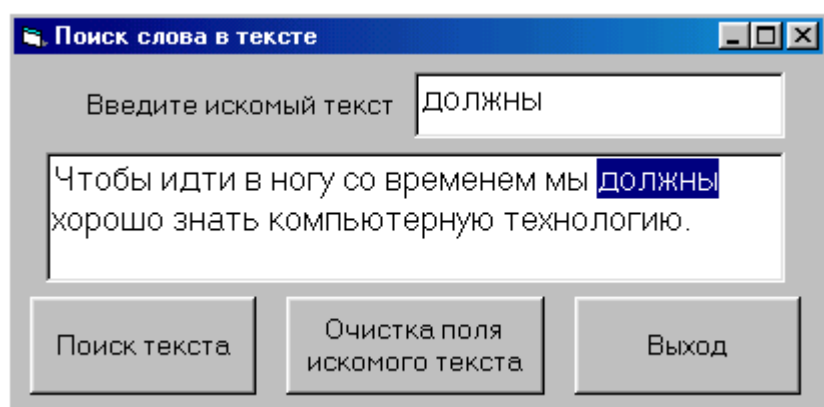 Поиск слова в тексте
Введите искомый текст должны
Чтобы идти в ногу со временем мы должны
хорошо знать компьютерную технологию.
Поиск текста
Очистка поля
искомого текста
Выход